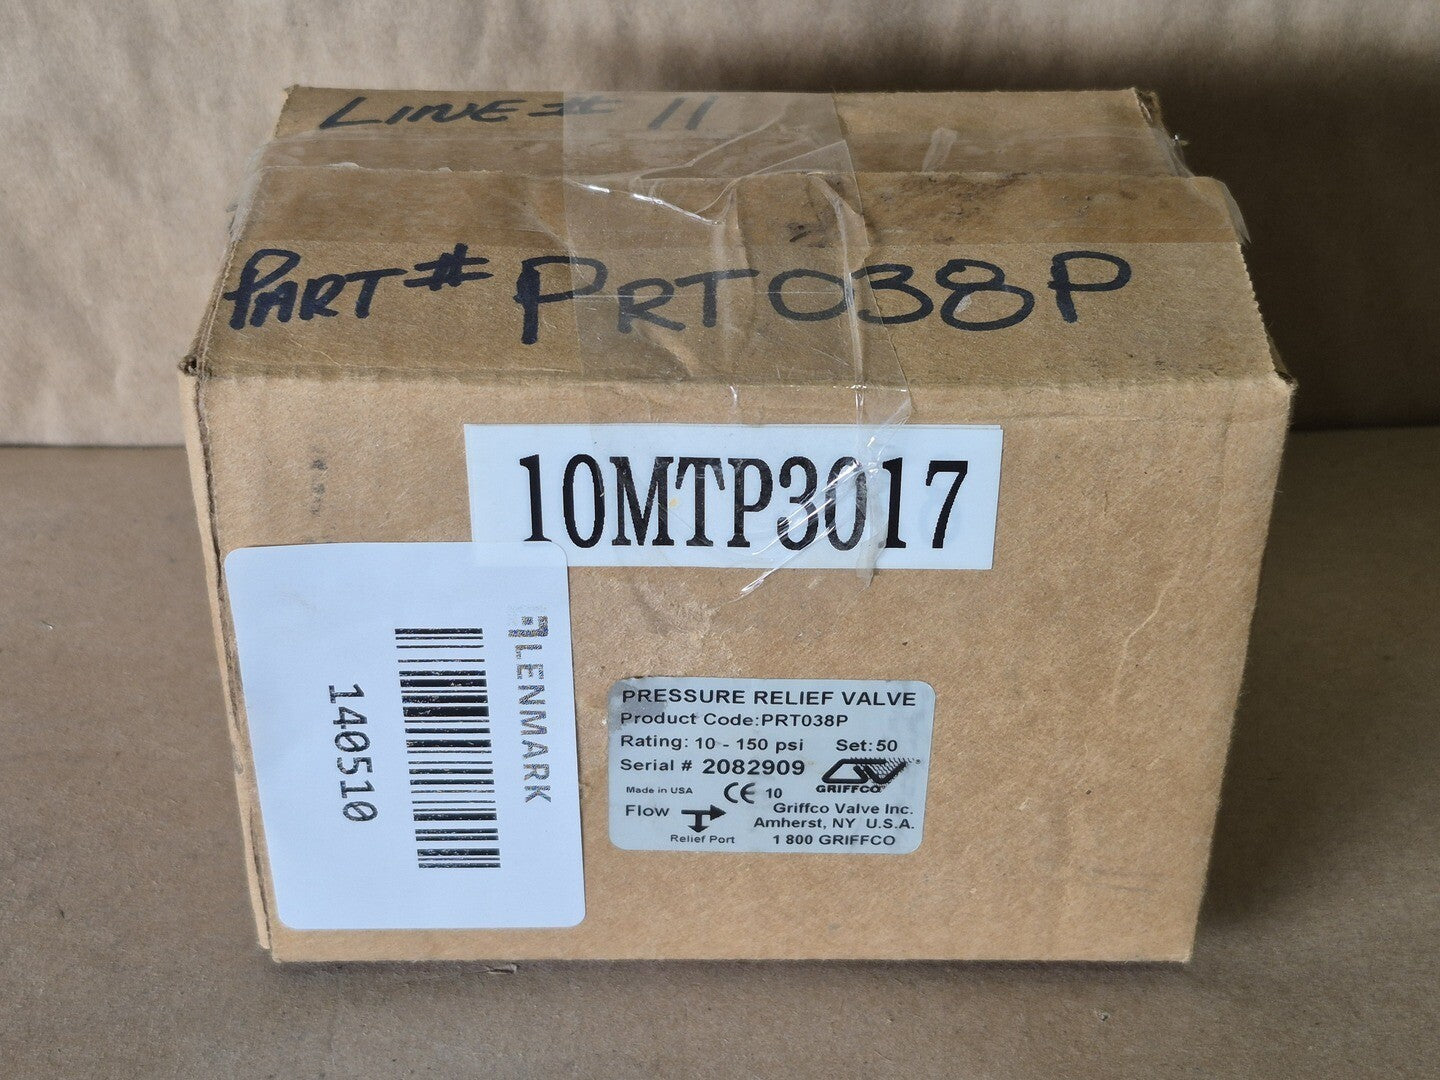 LINE # 11
PART # PRT038P
10MTP3017
LENMARK
140510
PRESSURE RELIEF VALVE
Product Code:PRT038P
Rating: 10 - 150 psi Set:50
Serial # 2082909
GRIFFCO
Made in USA CE 10
Flow
Relief Port
Griffco Valve Inc.
Amherst, NY U.S.A.
1 800 GRIFFCO